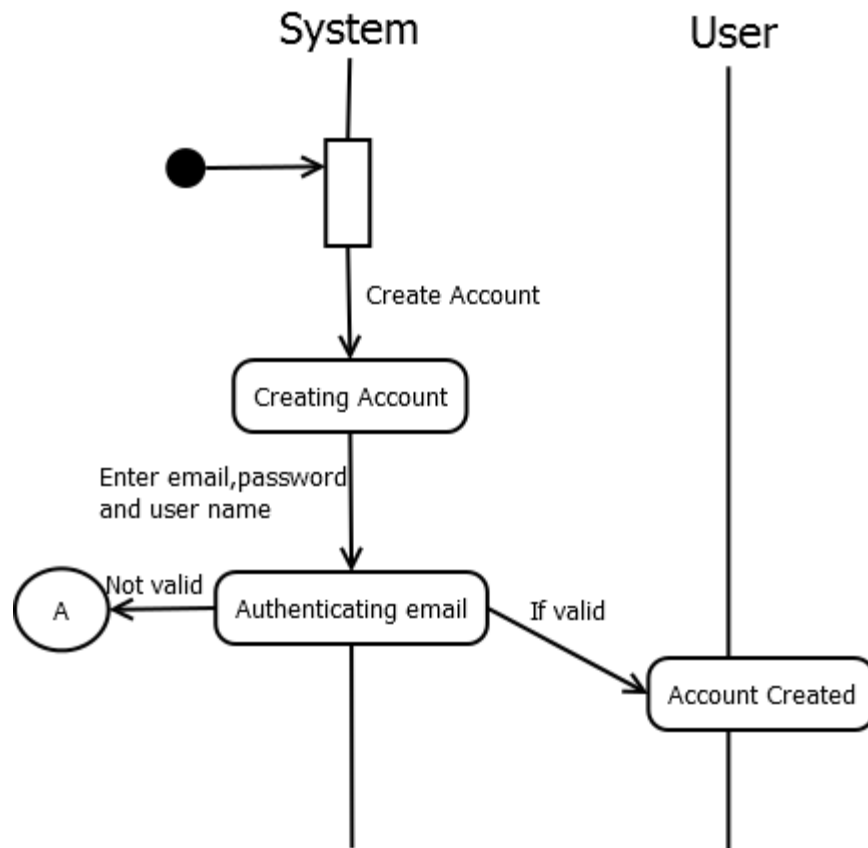 System
User
Create Account
Creating Account
Enter email,password
and user name
Not valid
A
Authenticating email
If valid
Account Created